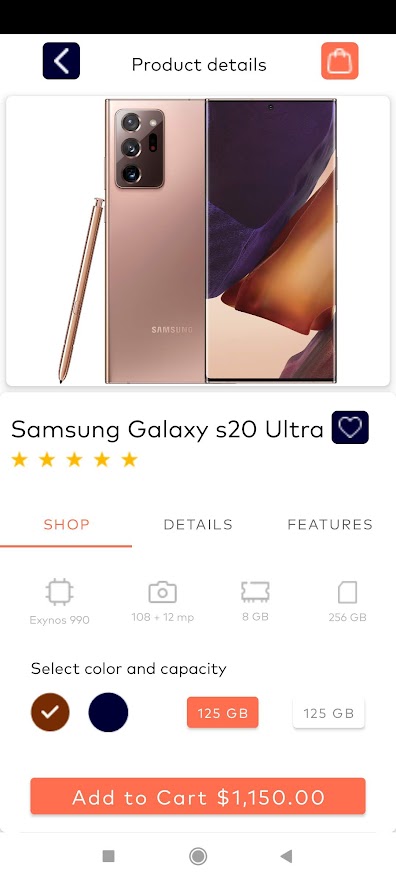 Product details
SAMSUNG
Samsung Galaxy s20 Ultra
SHOP DETAILS FEATURES
Exynos 990 108 + 12 mp 8 GB 256 GB
Select color and capacity
125 GB 125 GB
Add to Cart $1,150.00